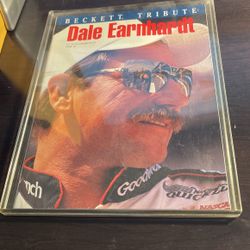 BECKETT TRIBUTE
Dale Earnhardt
Goodwrench
nch
NASCAR